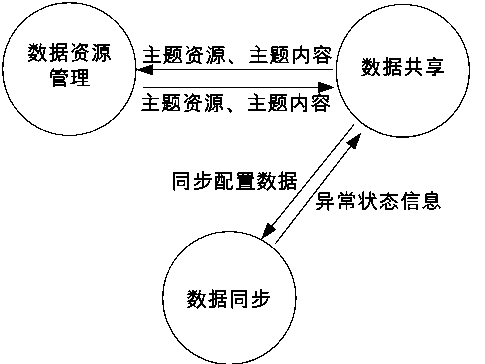 数据资源
管理
主题资源、主题内容
主题资源、主题内容
数据共享
同步配置数据
异常状态信息
数据同步